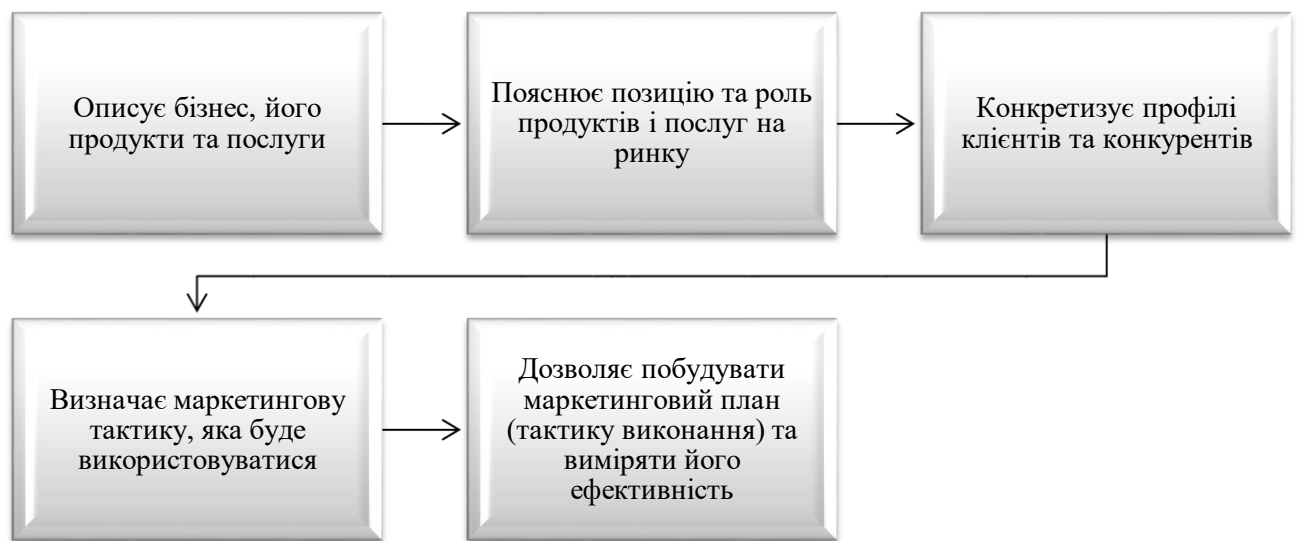 Описує бізнес, його
продукти та послуги
Пояснює позицію та роль
продуктів і послуг на
ринку
Конкретизує профілі
клієнтів та конкурентів
Визначає маркетингову
тактику, яка буде
використовуватися
Дозволяє побудувати
маркетинговий план
(тактику виконання) та
виміряти його
ефективність